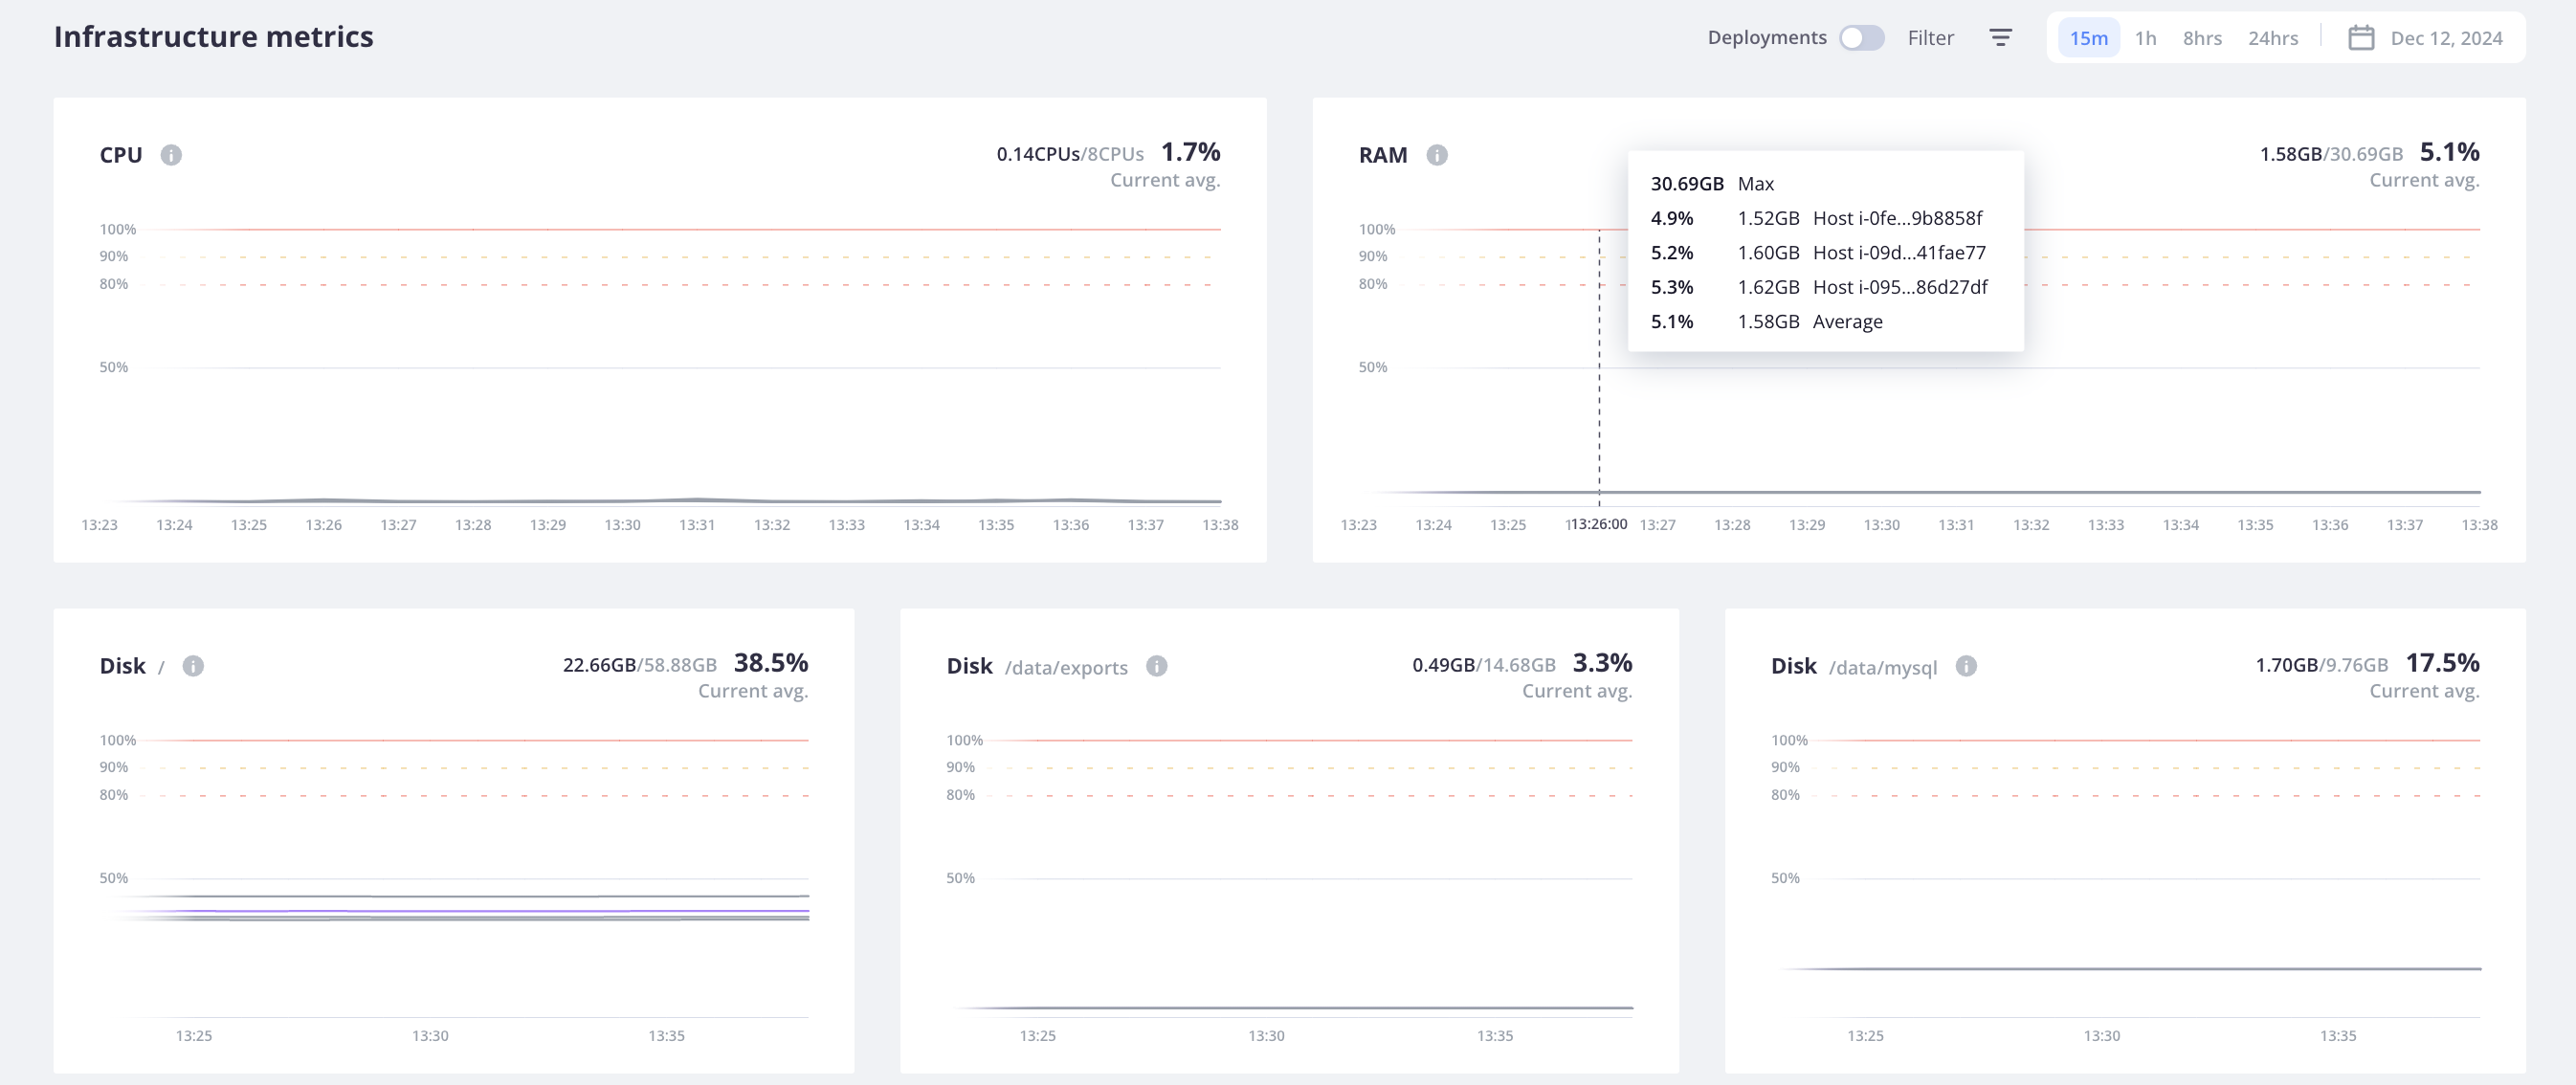 Infrastructure metrics
Deployments Filter 15m 1h 8hrs 24hrs Dec 12, 2024
CPU 0.14CPUs/8CPUs 1.7%
Current avg.
100%
90%
80%
50%
13:23 13:24 13:25 13:26 13:27 13:28 13:29 13:30 13:31 13:32 13:33 13:34 13:35 13:36 13:37 13:38
RAM 1.58GB/30.69GB 5.1%
Current avg.
30.69GB Max
4.9% 1.52GB Host i-0fe...9b8858f
5.2% 1.60GB Host i-09d...41fae77
5.3% 1.62GB Host i-095...86d27df
5.1% 1.58GB Average
100%
90%
80%
50%
13:23 13:24 13:25 13:26:00 13:27 13:28 13:29 13:30 13:31 13:32 13:33 13:34 13:35 13:36 13:37 13:38
Disk / 22.66GB/58.88GB 38.5%
Current avg.
100%
90%
80%
50%
13:25 13:30 13:35
Disk /data/exports 0.49GB/14.68GB 3.3%
Current avg.
100%
90%
80%
50%
13:25 13:30 13:35
Disk /data/mysql 1.70GB/9.76GB 17.5%
Current avg.
100%
90%
80%
50%
13:25 13:30 13:35